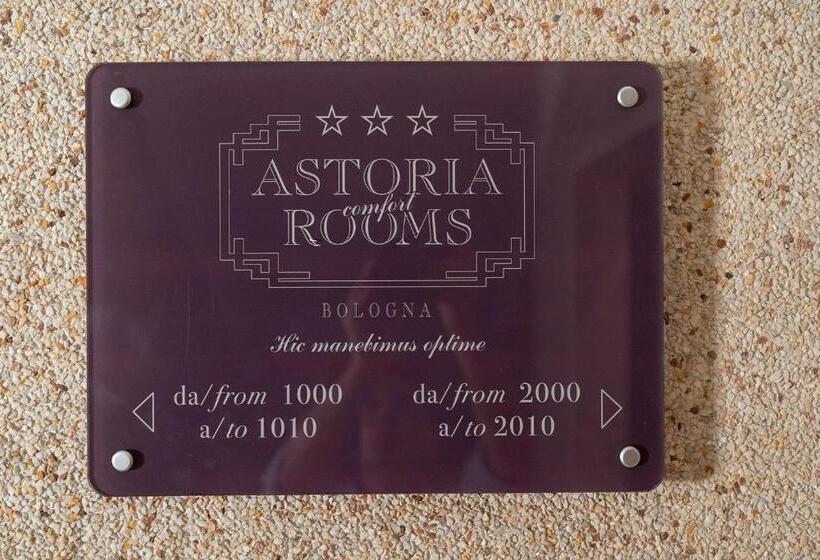 ASTORIA
comfort
ROOMS
BOLOGNA
Hic manebimus optime
da/from 1000 da/from 2000
a/to 1010 a/to 2010